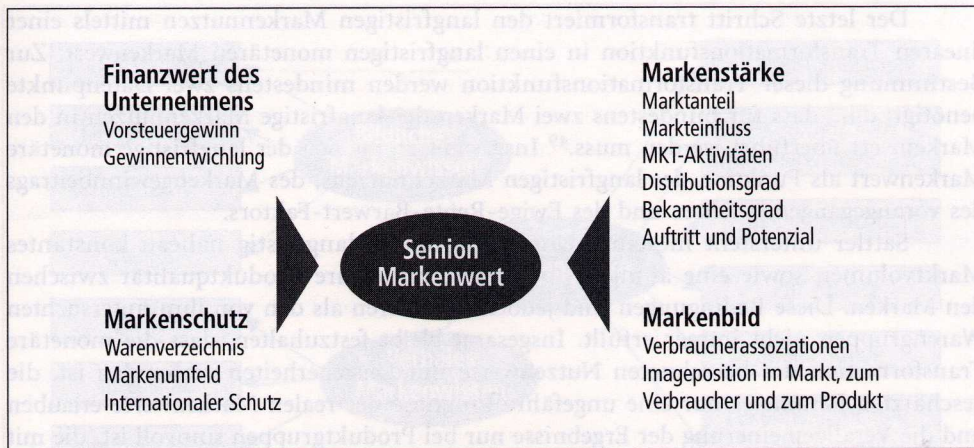 Finanzwert des
Unternehmens
Vorsteuergewinn
Gewinnentwichlung
Markenschutz
Warenverzeichnis
Markenumfeld
Internationaler Schutz
Semion
Markenwert
Markenstärke
Marktanteil
Markteinfluss
MKT-Aktivitäten
Distributionsgrad
Bekanntheitsgrad
Auftritt und Potenzial
Markenbild
Verbraucherassoziationen
Imageposition im Markt, zum
Verbraucher und zum Produkt